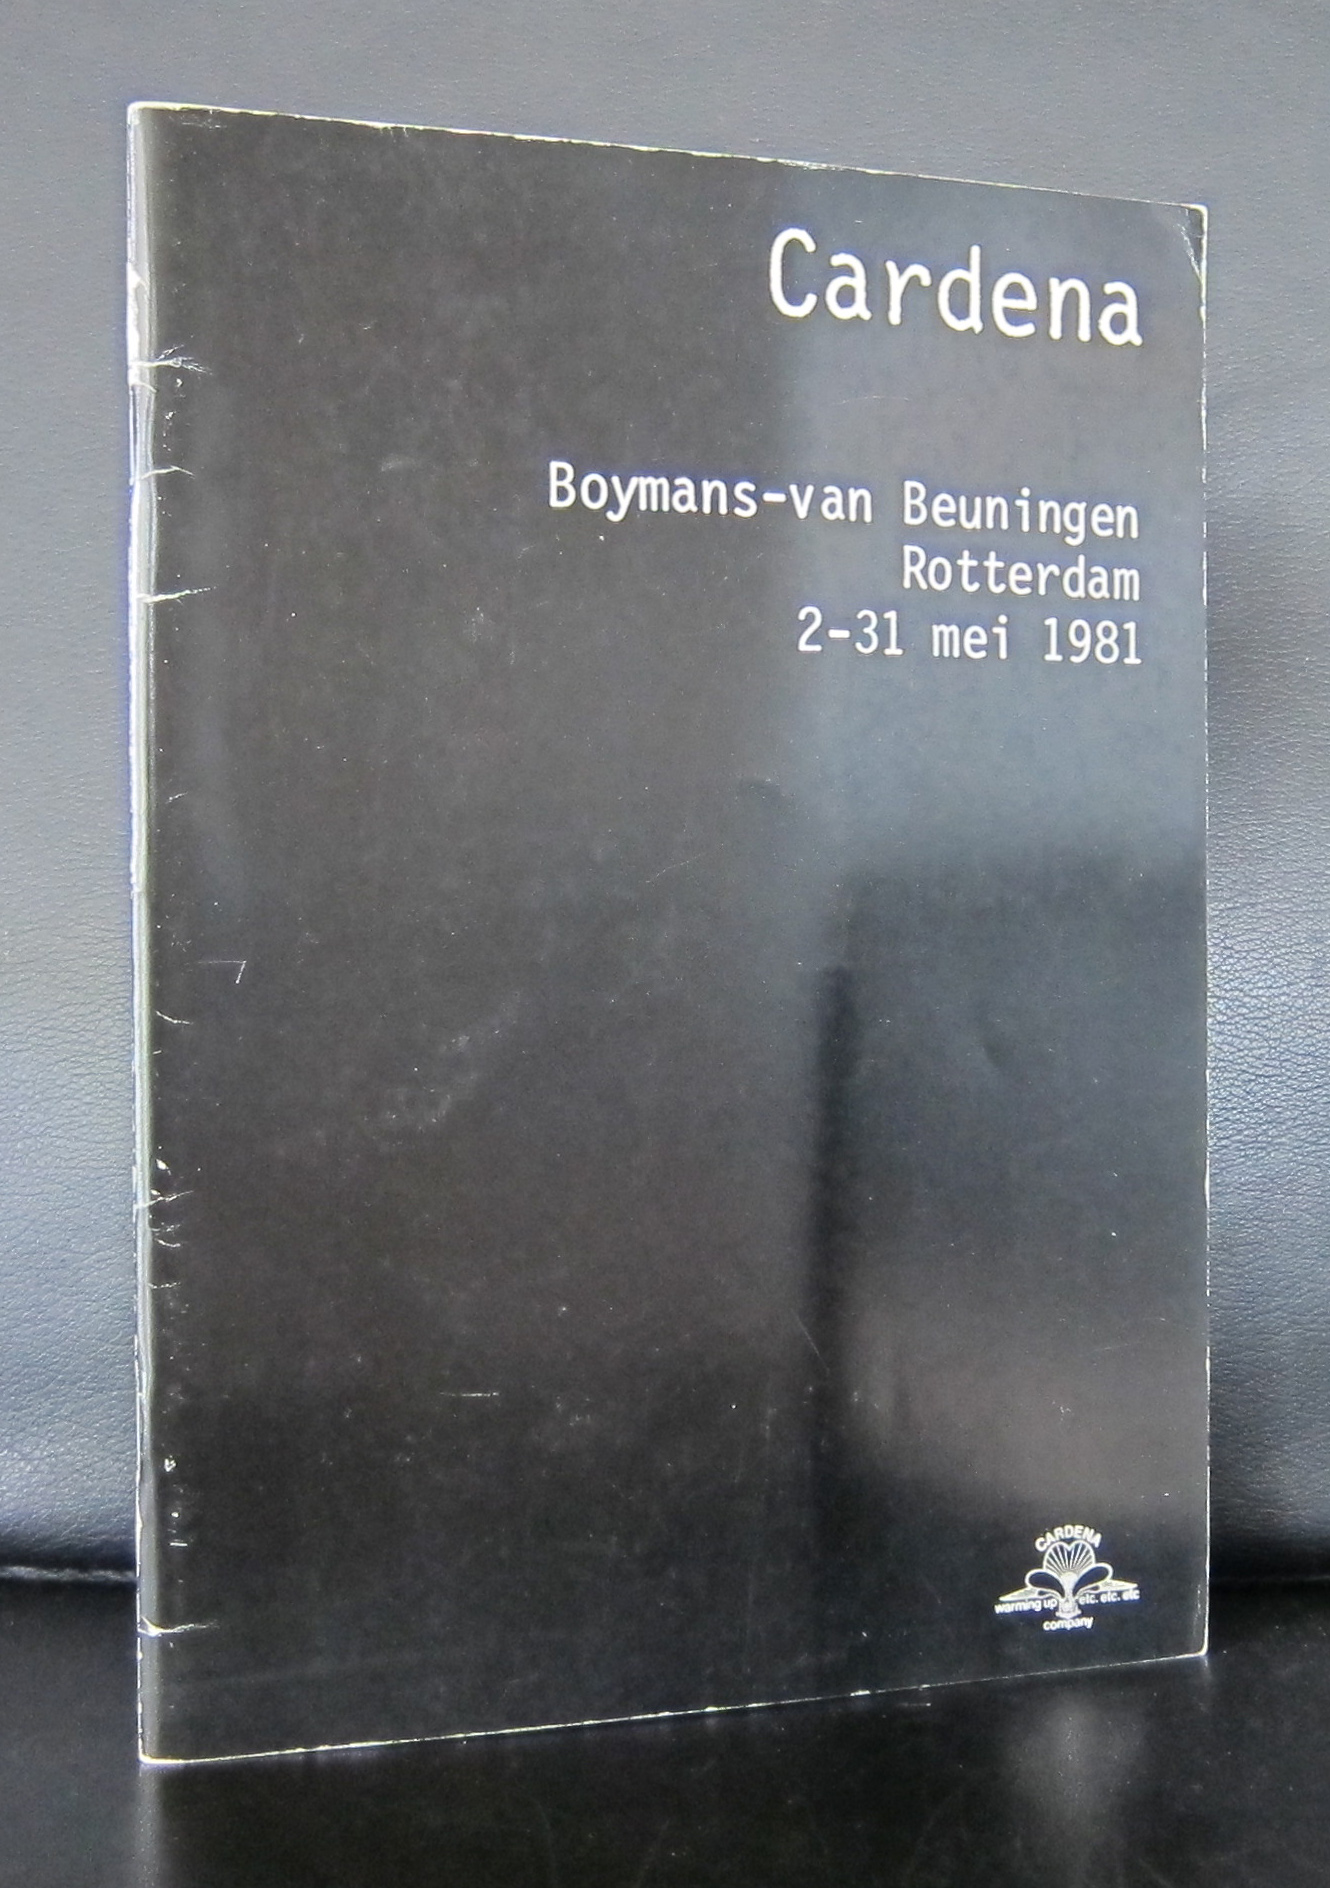 Cardena
Boymans-van Beuningen
Rotterdam
2-31 mei 1981
CARDENA
warming up etc. etc. etc
company